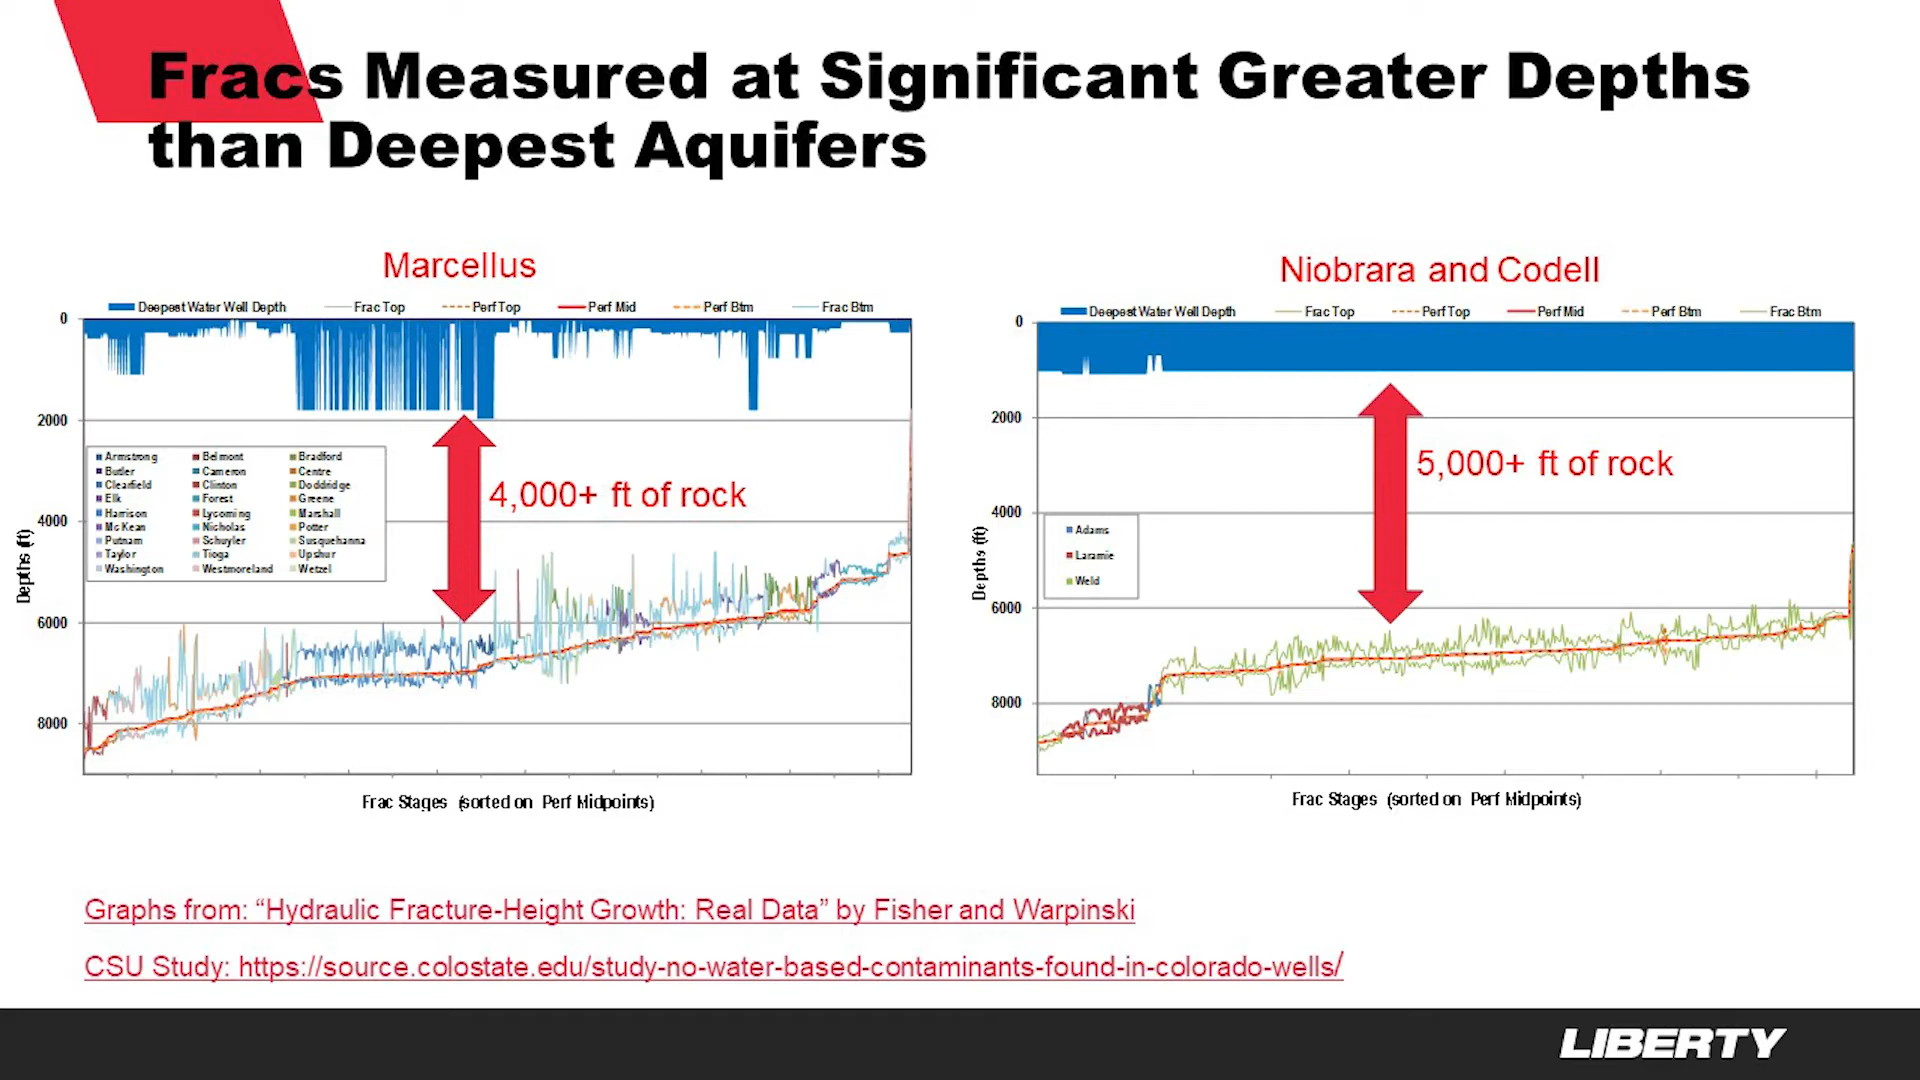 Fracs Measured at Significant Greater Depths
than Deepest Aquifers
Marcellus
Deepest Water Well Depth Frac Top Perf Top Perf Mid Perf Btm Frac Btm
0
2000
4000
6000
8000
Depths (ft)
Armstrong Belmont Bradford
Butler Cameron Centre
Clearfield Clinton Doddridge
Elk Forest Greene
Harrison Lycoming Marshall
McKean Nicholas Potter
Putnam Schuyler Susquehanna
Taylor Tioga Upshur
Washington Westmoreland Wetzel
4,000+ ft of rock
Frac Stages (sorted on Perf Midpoints)
Niobrara and Codell
Deepest Water Well Depth Frac Top Perf Top Perf Mid Perf Btm Frac Btm
0
2000
4000
6000
8000
Depths (ft)
Adams
Laramie
Weld
5,000+ ft of rock
Frac Stages (sorted on Perf Midpoints)
Graphs from: “Hydraulic Fracture-Height Growth: Real Data” by Fisher and Warpinski
CSU Study: https://source.colostate.edu/study-no-water-based-contaminants-found-in-colorado-wells/
LIBERTY